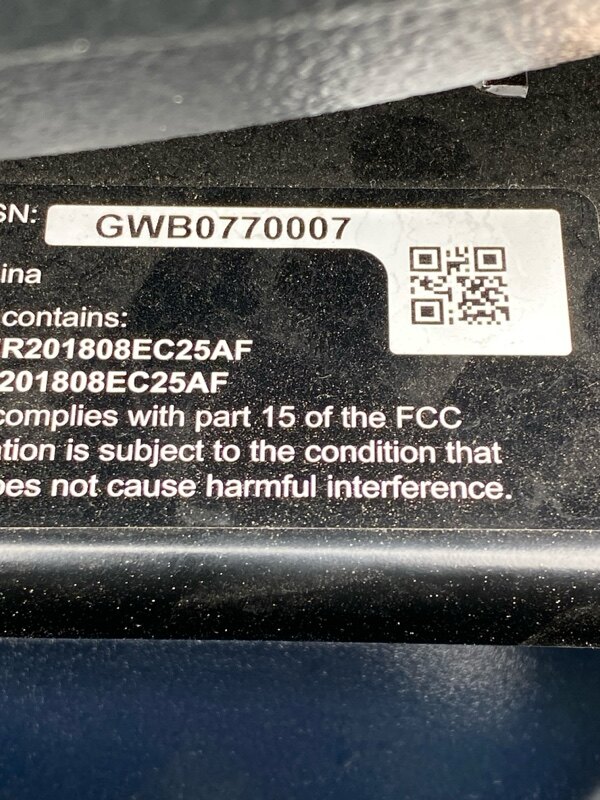 SN: GWB0770007
ina
contains:
R201808EC25AF
201808EC25AF
complies with part 15 of the FCC
tion is subject to the condition that
oes not cause harmful interference.